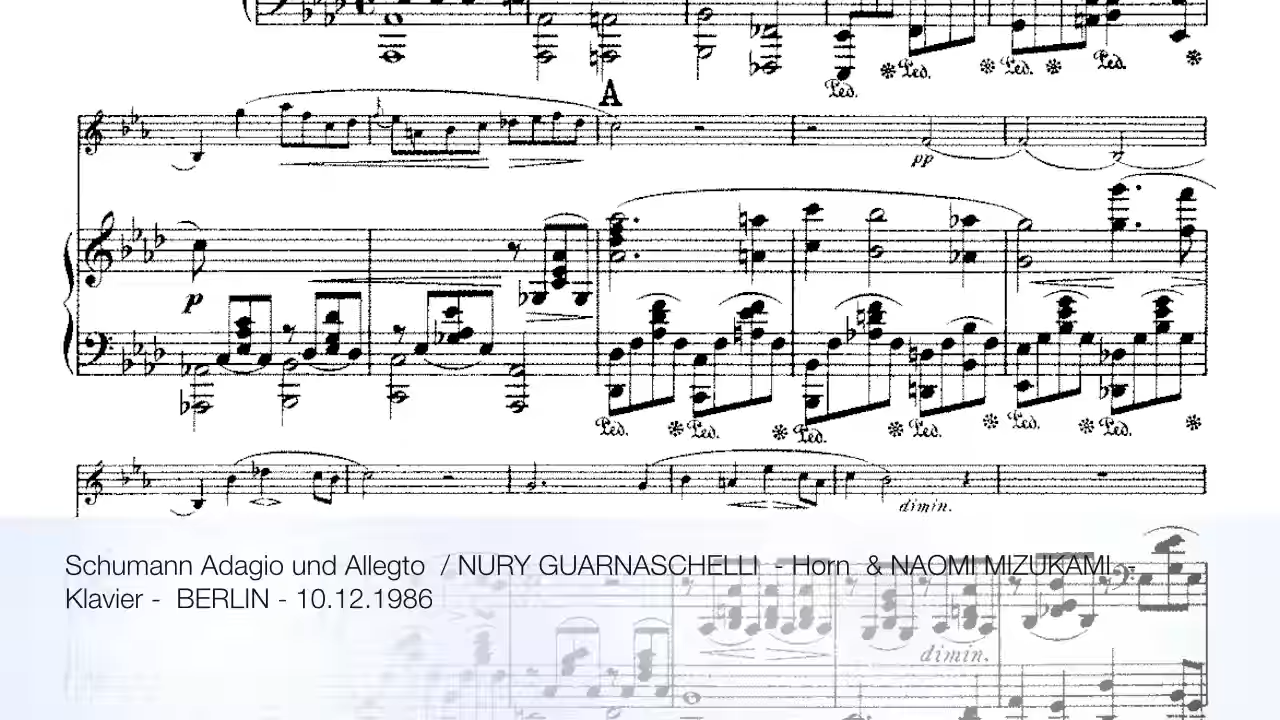 Ped. Ped. Ped. Ped.
A
pp
p
Ped. Ped. Ped. Ped. Ped. Ped.
dimin.
Schumann Adagio und Allegto / NURY GUARNASCHELLI - Horn & NAOMI MIZUKAMI -
Klavier - BERLIN - 10.12.1986
dimin.